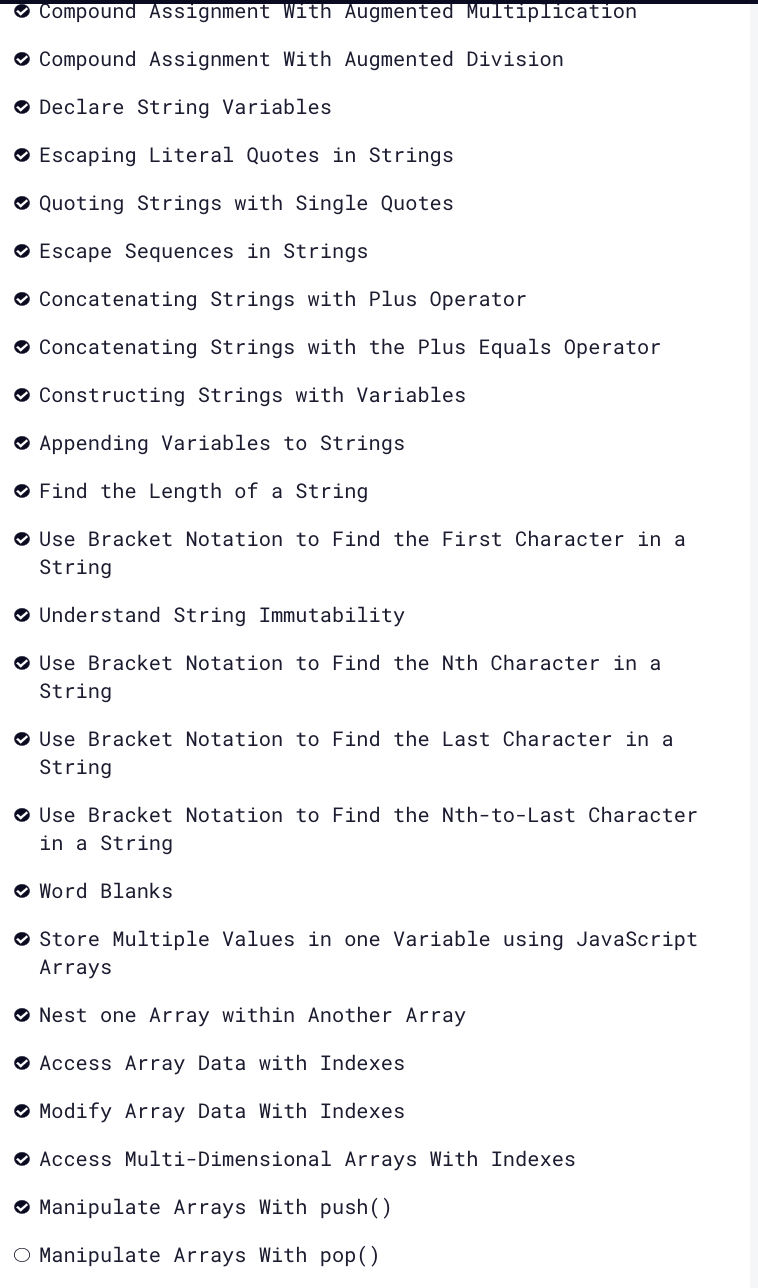 Compound Assignment With Augmented Multiplication
Compound Assignment With Augmented Division
Declare String Variables
Escaping Literal Quotes in Strings
Quoting Strings with Single Quotes
Escape Sequences in Strings
Concatenating Strings with Plus Operator
Concatenating Strings with the Plus Equals Operator
Constructing Strings with Variables
Appending Variables to Strings
Find the Length of a String
Use Bracket Notation to Find the First Character in a
String
Understand String Immutability
Use Bracket Notation to Find the Nth Character in a
String
Use Bracket Notation to Find the Last Character in a
String
Use Bracket Notation to Find the Nth-to-Last Character
in a String
Word Blanks
Store Multiple Values in one Variable using JavaScript
Arrays
Nest one Array within Another Array
Access Array Data with Indexes
Modify Array Data With Indexes
Access Multi-Dimensional Arrays With Indexes
Manipulate Arrays With push()
Manipulate Arrays With pop()